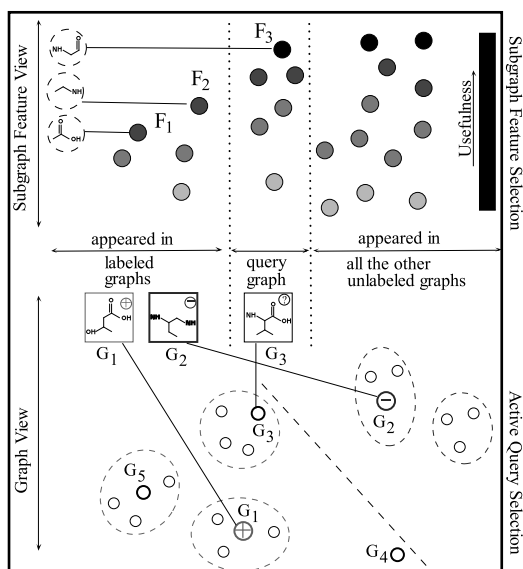 Subgraph Feature View
NH
O
F3
NH
F2
O
OH
F1
Usefulness
Subgraph Feature Selection
appeared in
labeled
graphs
query
graph
appeared in
all the other
unlabeled graphs
Graph View
O
OH
OH
+
G1
NH
NH
−
G2
NH
O
OH
?
G3
G3
−
G2
G5
G1
+
G4
Active Query Selection